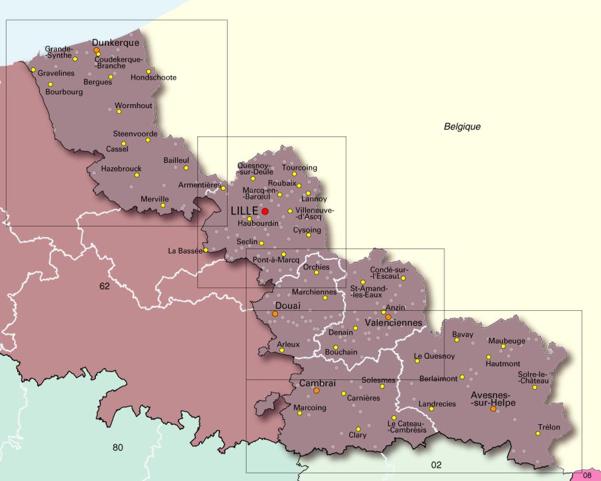 Dunkerque
Grande-
-Synthe
Coudekerque-
-Branche
Gravelines
Bergues
Hondschoote
Bourbourg
Wormhout
Belgique
Steenvoorde
Cassel
Bailleul
Hazebrouck
Armentières
Merville
Quesnoy-
-sur-Deule
Tourcoing
Roubaix
Marcq-en-
-Barœul
Lannoy
LILLE
Villeneuve-
-d'Ascq
Haubourdin
Cysoing
Seclin
La Bassée
Pont-à-Marcq
Orchies
Condé-sur-
-l'Escaut
62
Marchiennes
St-Amand-
-les-Eaux
Douai
Anzin
Valenciennes
Denain
Bavay
Maubeuge
Arleux
Bouchain
Le Quesnoy
Hautmont
Solre-le-
-Château
Berlaimont
Cambrai
Solesmes
Avesnes-
-sur-Helpe
Carnières
Marcoing
Landrecies
Le Cateau-
-Cambrésis
Clary
Trélon
80
02
08